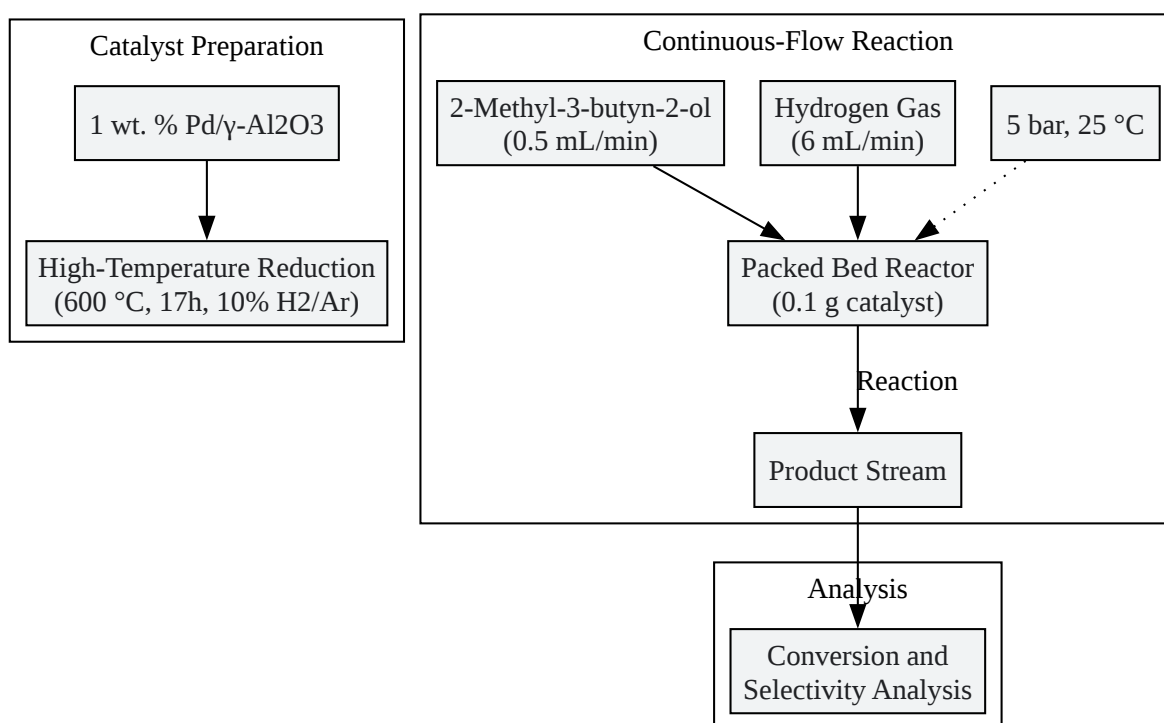 Catalyst Preparation
1 wt. % Pd/γ-Al2O3
High-Temperature Reduction
(600 °C, 17h, 10% H2/Ar)
Continuous-Flow Reaction
2-Methyl-3-butyn-2-ol
(0.5 mL/min)
Hydrogen Gas
(6 mL/min)
5 bar, 25 °C
Packed Bed Reactor
(0.1 g catalyst)
Reaction
Product Stream
Analysis
Conversion and
Selectivity Analysis